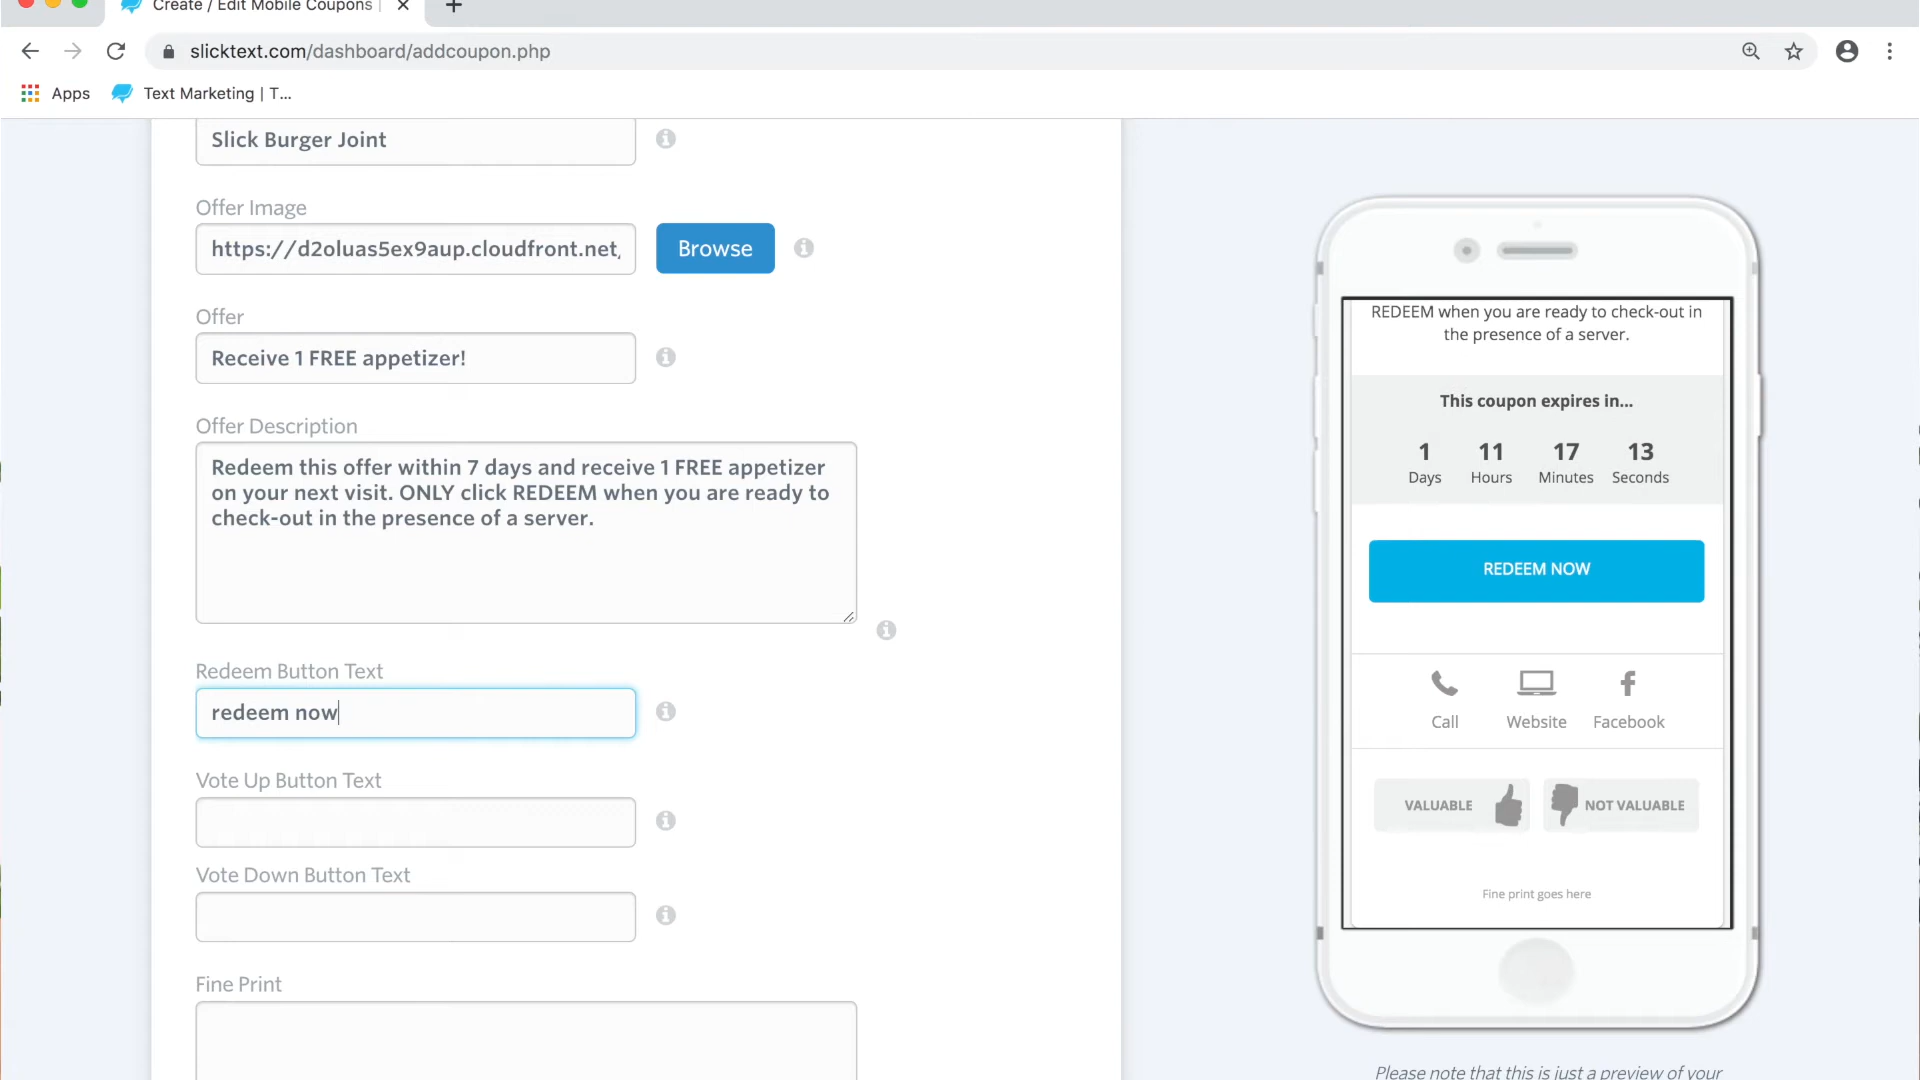 Create / Edit Mobile Coupons |
slicktext.com/dashboard/addcoupon.php
Apps
Text Marketing | T...
Slick Burger Joint
Offer Image
https://d2oluas5ex9aup.cloudfront.net,
Browse
Offer
Receive 1 FREE appetizer!
Offer Description
Redeem this offer within 7 days and receive 1 FREE appetizer
on your next visit. ONLY click REDEEM when you are ready to
check-out in the presence of a server.
Redeem Button Text
redeem now
Vote Up Button Text
Vote Down Button Text
Fine Print
REDEEM when you are ready to check-out in
the presence of a server.
This coupon expires in...
1 11 17 13
Days Hours Minutes Seconds
REDEEM NOW
Call Website Facebook
VALUABLE NOT VALUABLE
Fine print goes here
Please note that this is just a preview of your